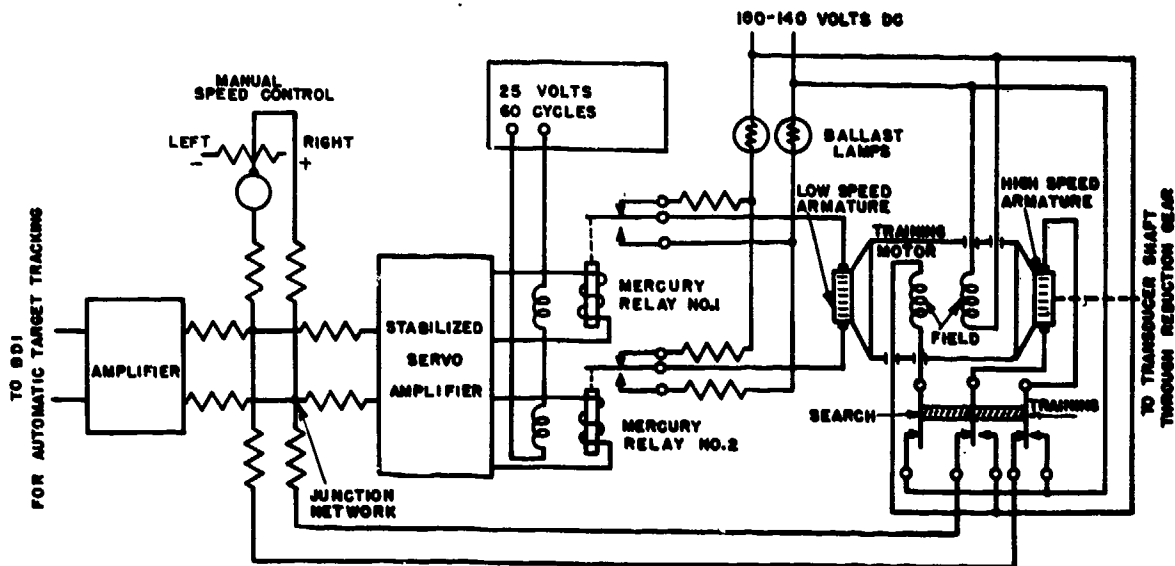 160-140 VOLTS DC
MANUAL
SPEED CONTROL
LEFT
-
RIGHT
+
25 VOLTS
60 CYCLES
BALLAST
LAMPS
LOW SPEED
ARMATURE
HIGH SPEED
ARMATURE
TRAINING
MOTOR
FIELD
MERCURY
RELAY NO.1
STABILIZED
SERVO
AMPLIFIER
AMPLIFIER
MERCURY
RELAY NO.2
SEARCH
TRAINING
JUNCTION
NETWORK
TO BDI
FOR AUTOMATIC TARGET TRACKING
TO TRANSDUCER SHAFT
THROUGH REDUCTION GEAR